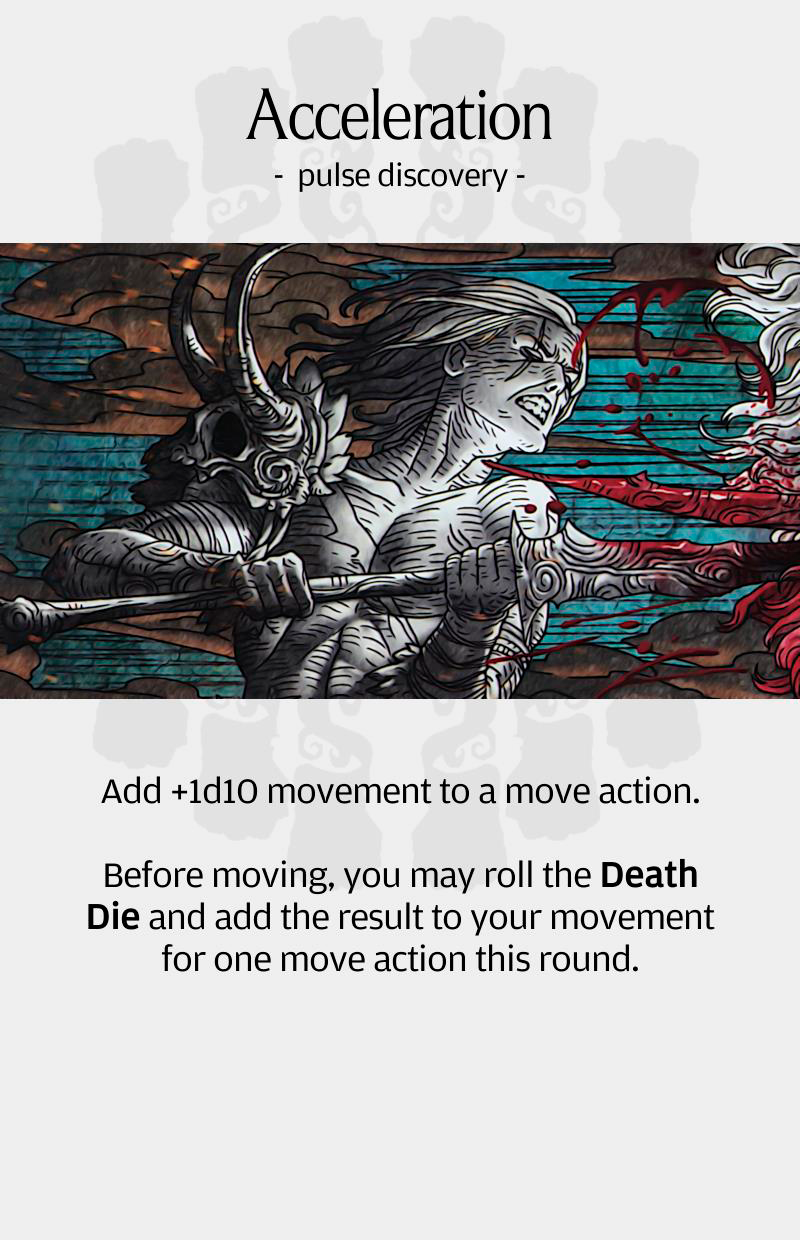 Acceleration
- pulse discovery -
Add +1d10 movement to a move action.
Before moving, you may roll the Death
Die and add the result to your movement
for one move action this round.